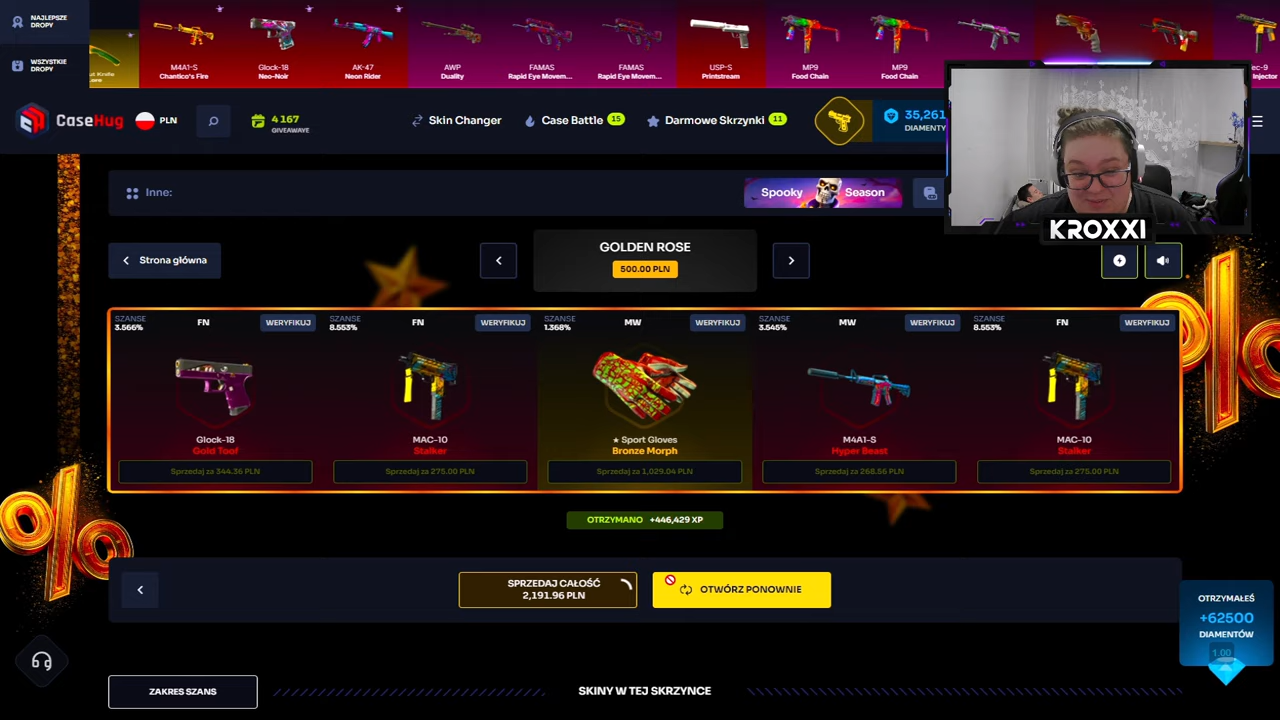 NAJLEPSZE
DROPY
WSZYSTKIE
DROPY
M4A1-S
Chantico's Fire
Glock-18
Neo-Noir
AK-47
Neon Rider
AWP
Duality
FAMAS
Rapid Eye Movem...
FAMAS
Rapid Eye Movem...
USP-S
Printstream
MP9
Food Chain
MP9
Food Chain
CaseHug
PLN
4 167
GIVEAWAYE
Skin Changer
Case Battle 15
Darmowe Skrzynki 11
35,261
DIAMENTY
KROXXI
Inne:
Spooky Season
Strona główna
GOLDEN ROSE
500.00 PLN
SZANSE
3.566%
FN
WERYFIKUJ
Glock-18
Gold Toof
Sprzedaj za 344.36 PLN
SZANSE
8.553%
FN
WERYFIKUJ
MAC-10
Stalker
Sprzedaj za 275.00 PLN
SZANSE
1.368%
MW
WERYFIKUJ
★ Sport Gloves
Bronze Morph
Sprzedaj za 1,029.04 PLN
SZANSE
3.545%
MW
WERYFIKUJ
M4A1-S
Hyper Beast
Sprzedaj za 268.56 PLN
SZANSE
8.553%
FN
WERYFIKUJ
MAC-10
Stalker
Sprzedaj za 275.00 PLN
OTRZYMANO +446,429 XP
SPRZEDAJ CAŁOŚĆ
2,191.96 PLN
OTWÓRZ PONOWNIE
OTRZYMAŁEŚ
+62500
DIAMENTÓW
1.00
ZAKRES SZANS
SKINY W TEJ SKRZYNCE